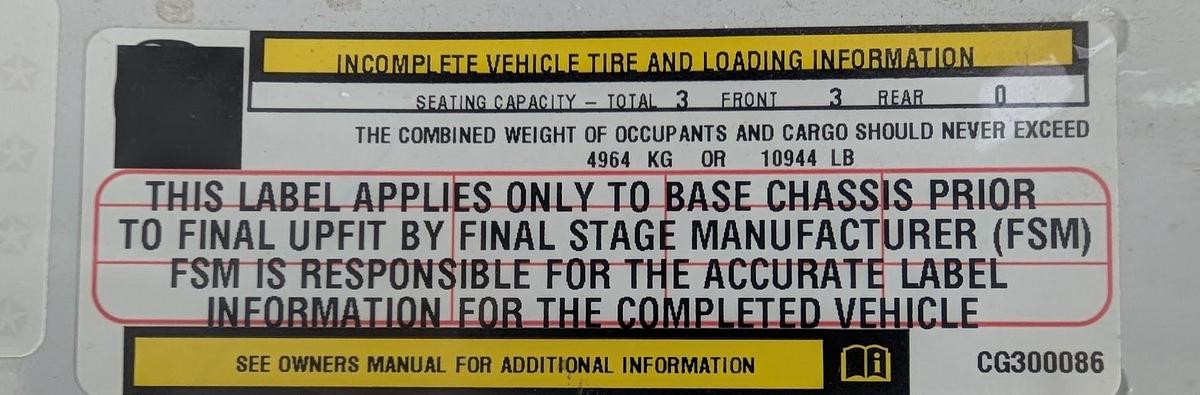 INCOMPLETE VEHICLE TIRE AND LOADING INFORMATION
SEATING CAPACITY – TOTAL 3 FRONT 3 REAR 0
THE COMBINED WEIGHT OF OCCUPANTS AND CARGO SHOULD NEVER EXCEED
4964 KG OR 10944 LB
THIS LABEL APPLIES ONLY TO BASE CHASSIS PRIOR
TO FINAL UPFIT BY FINAL STAGE MANUFACTURER (FSM)
FSM IS RESPONSIBLE FOR THE ACCURATE LABEL
INFORMATION FOR THE COMPLETED VEHICLE
SEE OWNERS MANUAL FOR ADDITIONAL INFORMATION
CG300086